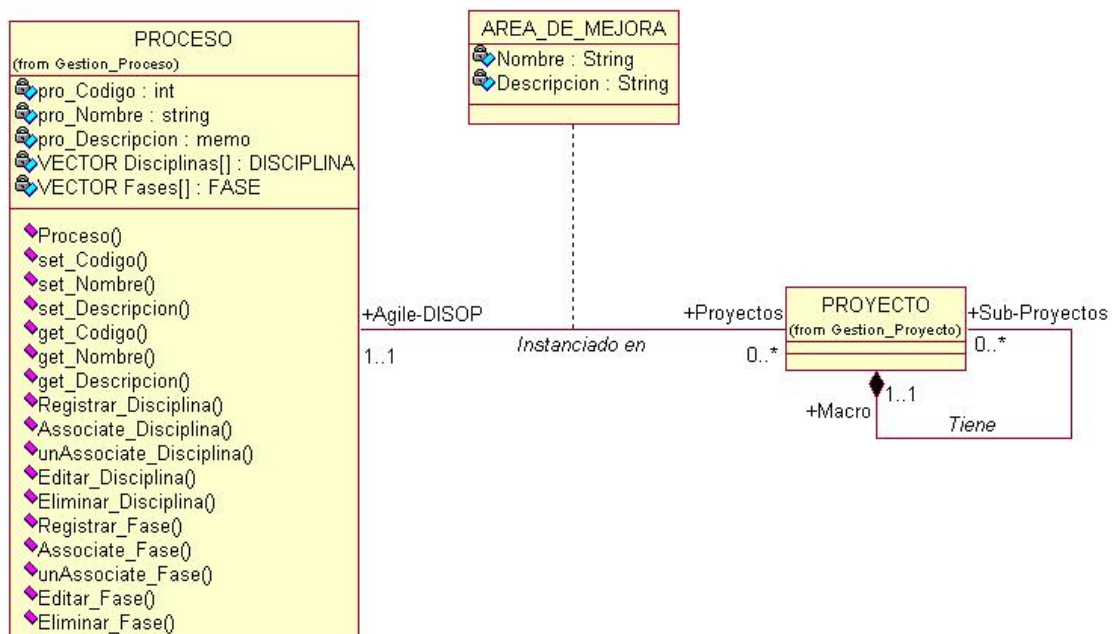 PROCESO
(from Gestion_Proceso)
pro_Codigo : int
pro_Nombre : string
pro_Descripcion : memo
VECTOR Disciplinas[] : DISCIPLINA
VECTOR Fases[] : FASE
Proceso()
set_Codigo()
set_Nombre()
set_Descripcion()
get_Codigo()
get_Nombre()
get_Descripcion()
Registrar_Disciplina()
Associate_Disciplina()
unAssociate_Disciplina()
Editar_Disciplina()
Eliminar_Disciplina()
Registrar_Fase()
Associate_Fase()
unAssociate_Fase()
Editar_Fase()
Eliminar_Fase()
AREA_DE_MEJORA
Nombre : String
Descripcion : String
+Agile-DISOP
1..1
Instanciado en
+Proyectos
0..*
PROYECTO
(from Gestion_Proyecto)
+Sub-Proyectos
0..*
1..1
+Macro
Tiene